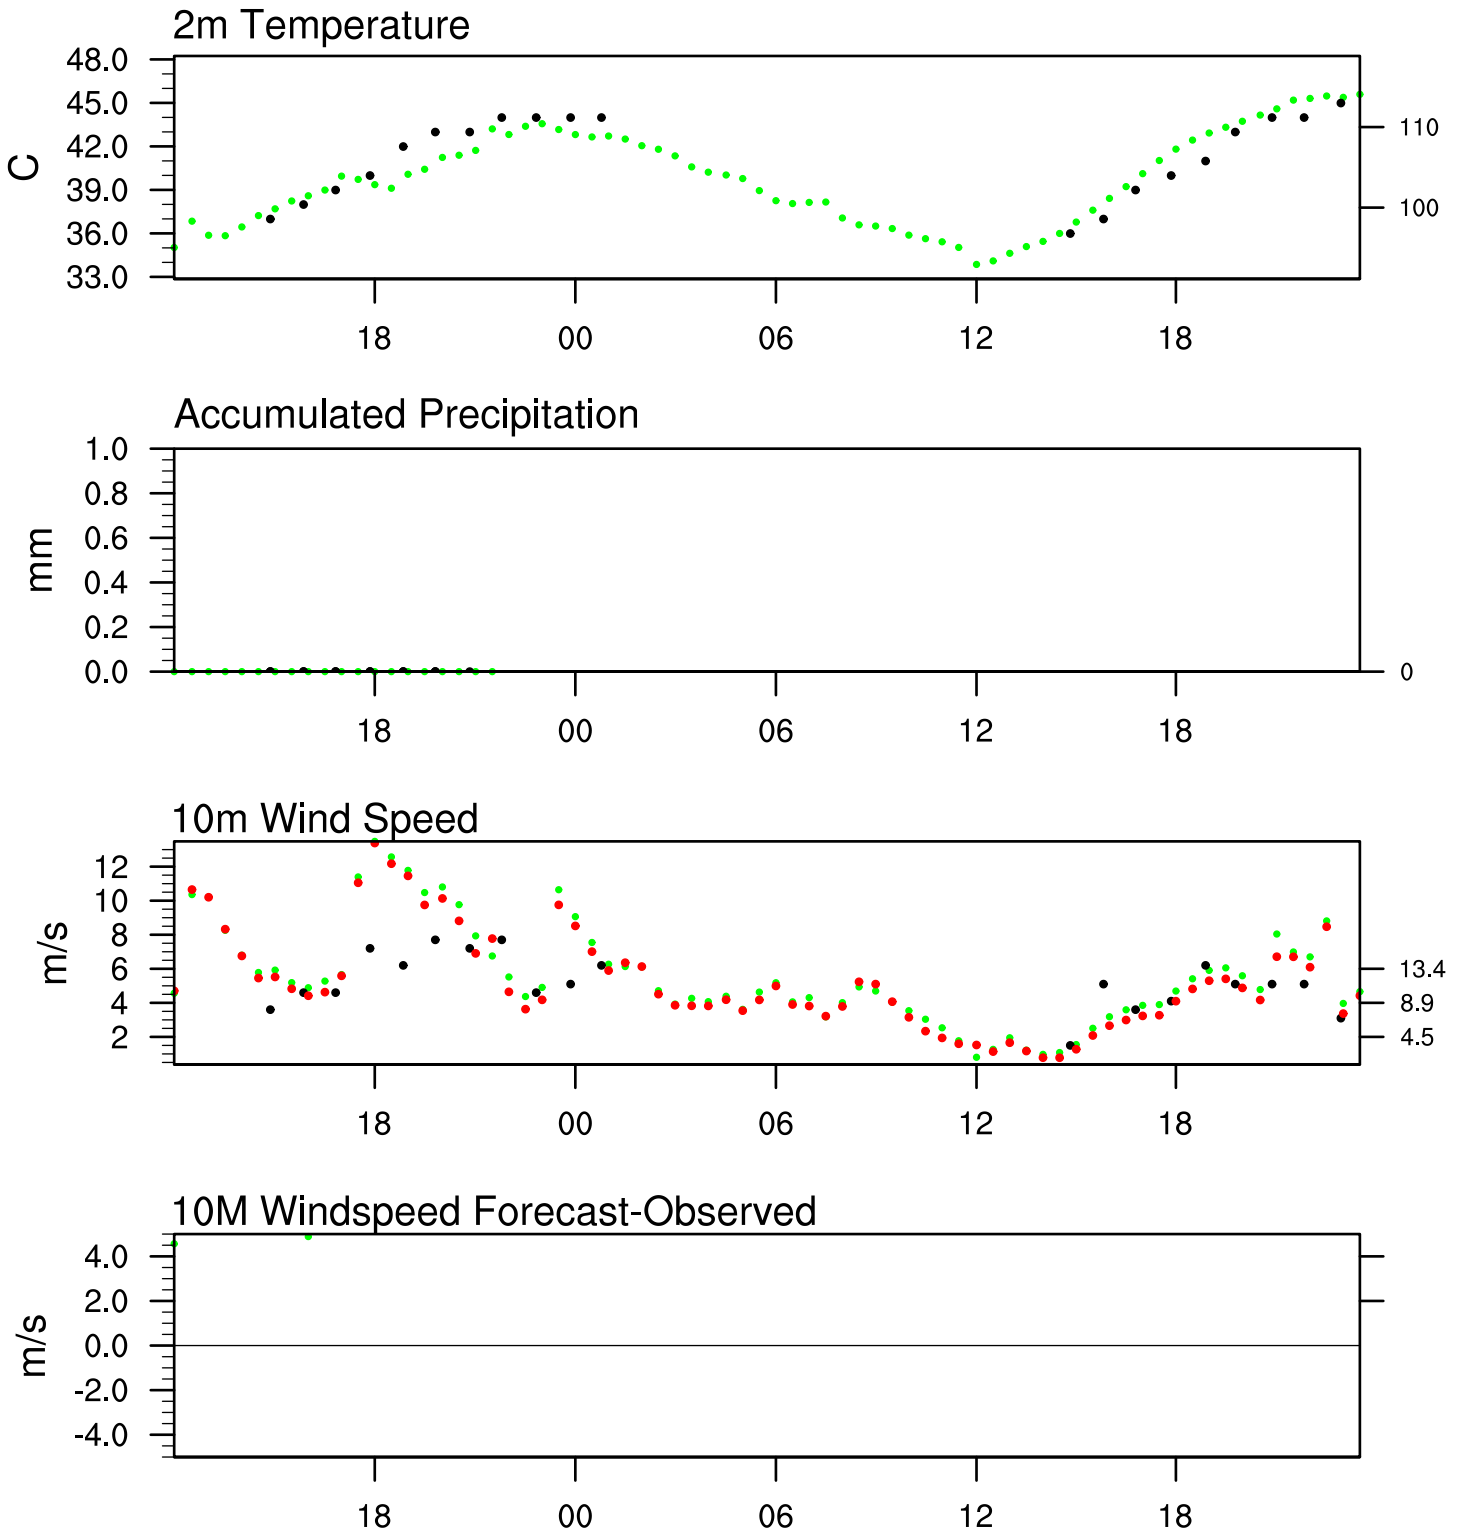 2m Temperature
48.0
45.0
42.0
39.0
36.0
33.0
C
110
100
18 00 06 12 18
Accumulated Precipitation
1.0
0.8
0.6
0.4
0.2
0.0
mm
0
18 00 06 12 18
10m Wind Speed
12
10
8
6
4
2
m/s
13.4
8.9
4.5
18 00 06 12 18
10M Windspeed Forecast-Observed
4.0
2.0
0.0
-2.0
-4.0
m/s
18 00 06 12 18